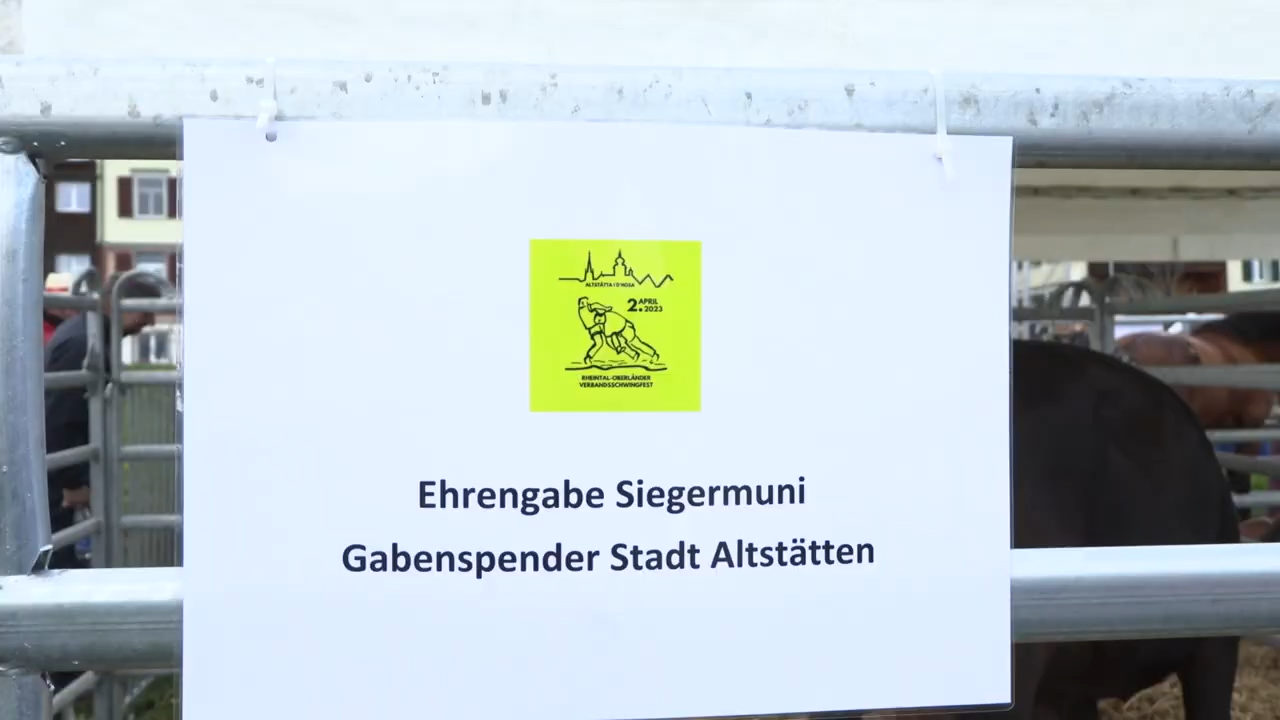 ALTSTÄTTA I D'HOSA
2. APRIL
2023
RHEINTAL-OBERLÄNDER
VERBANDSSCHWINGFEST
Ehrengabe Siegermuni
Gabenspender Stadt Altstätten